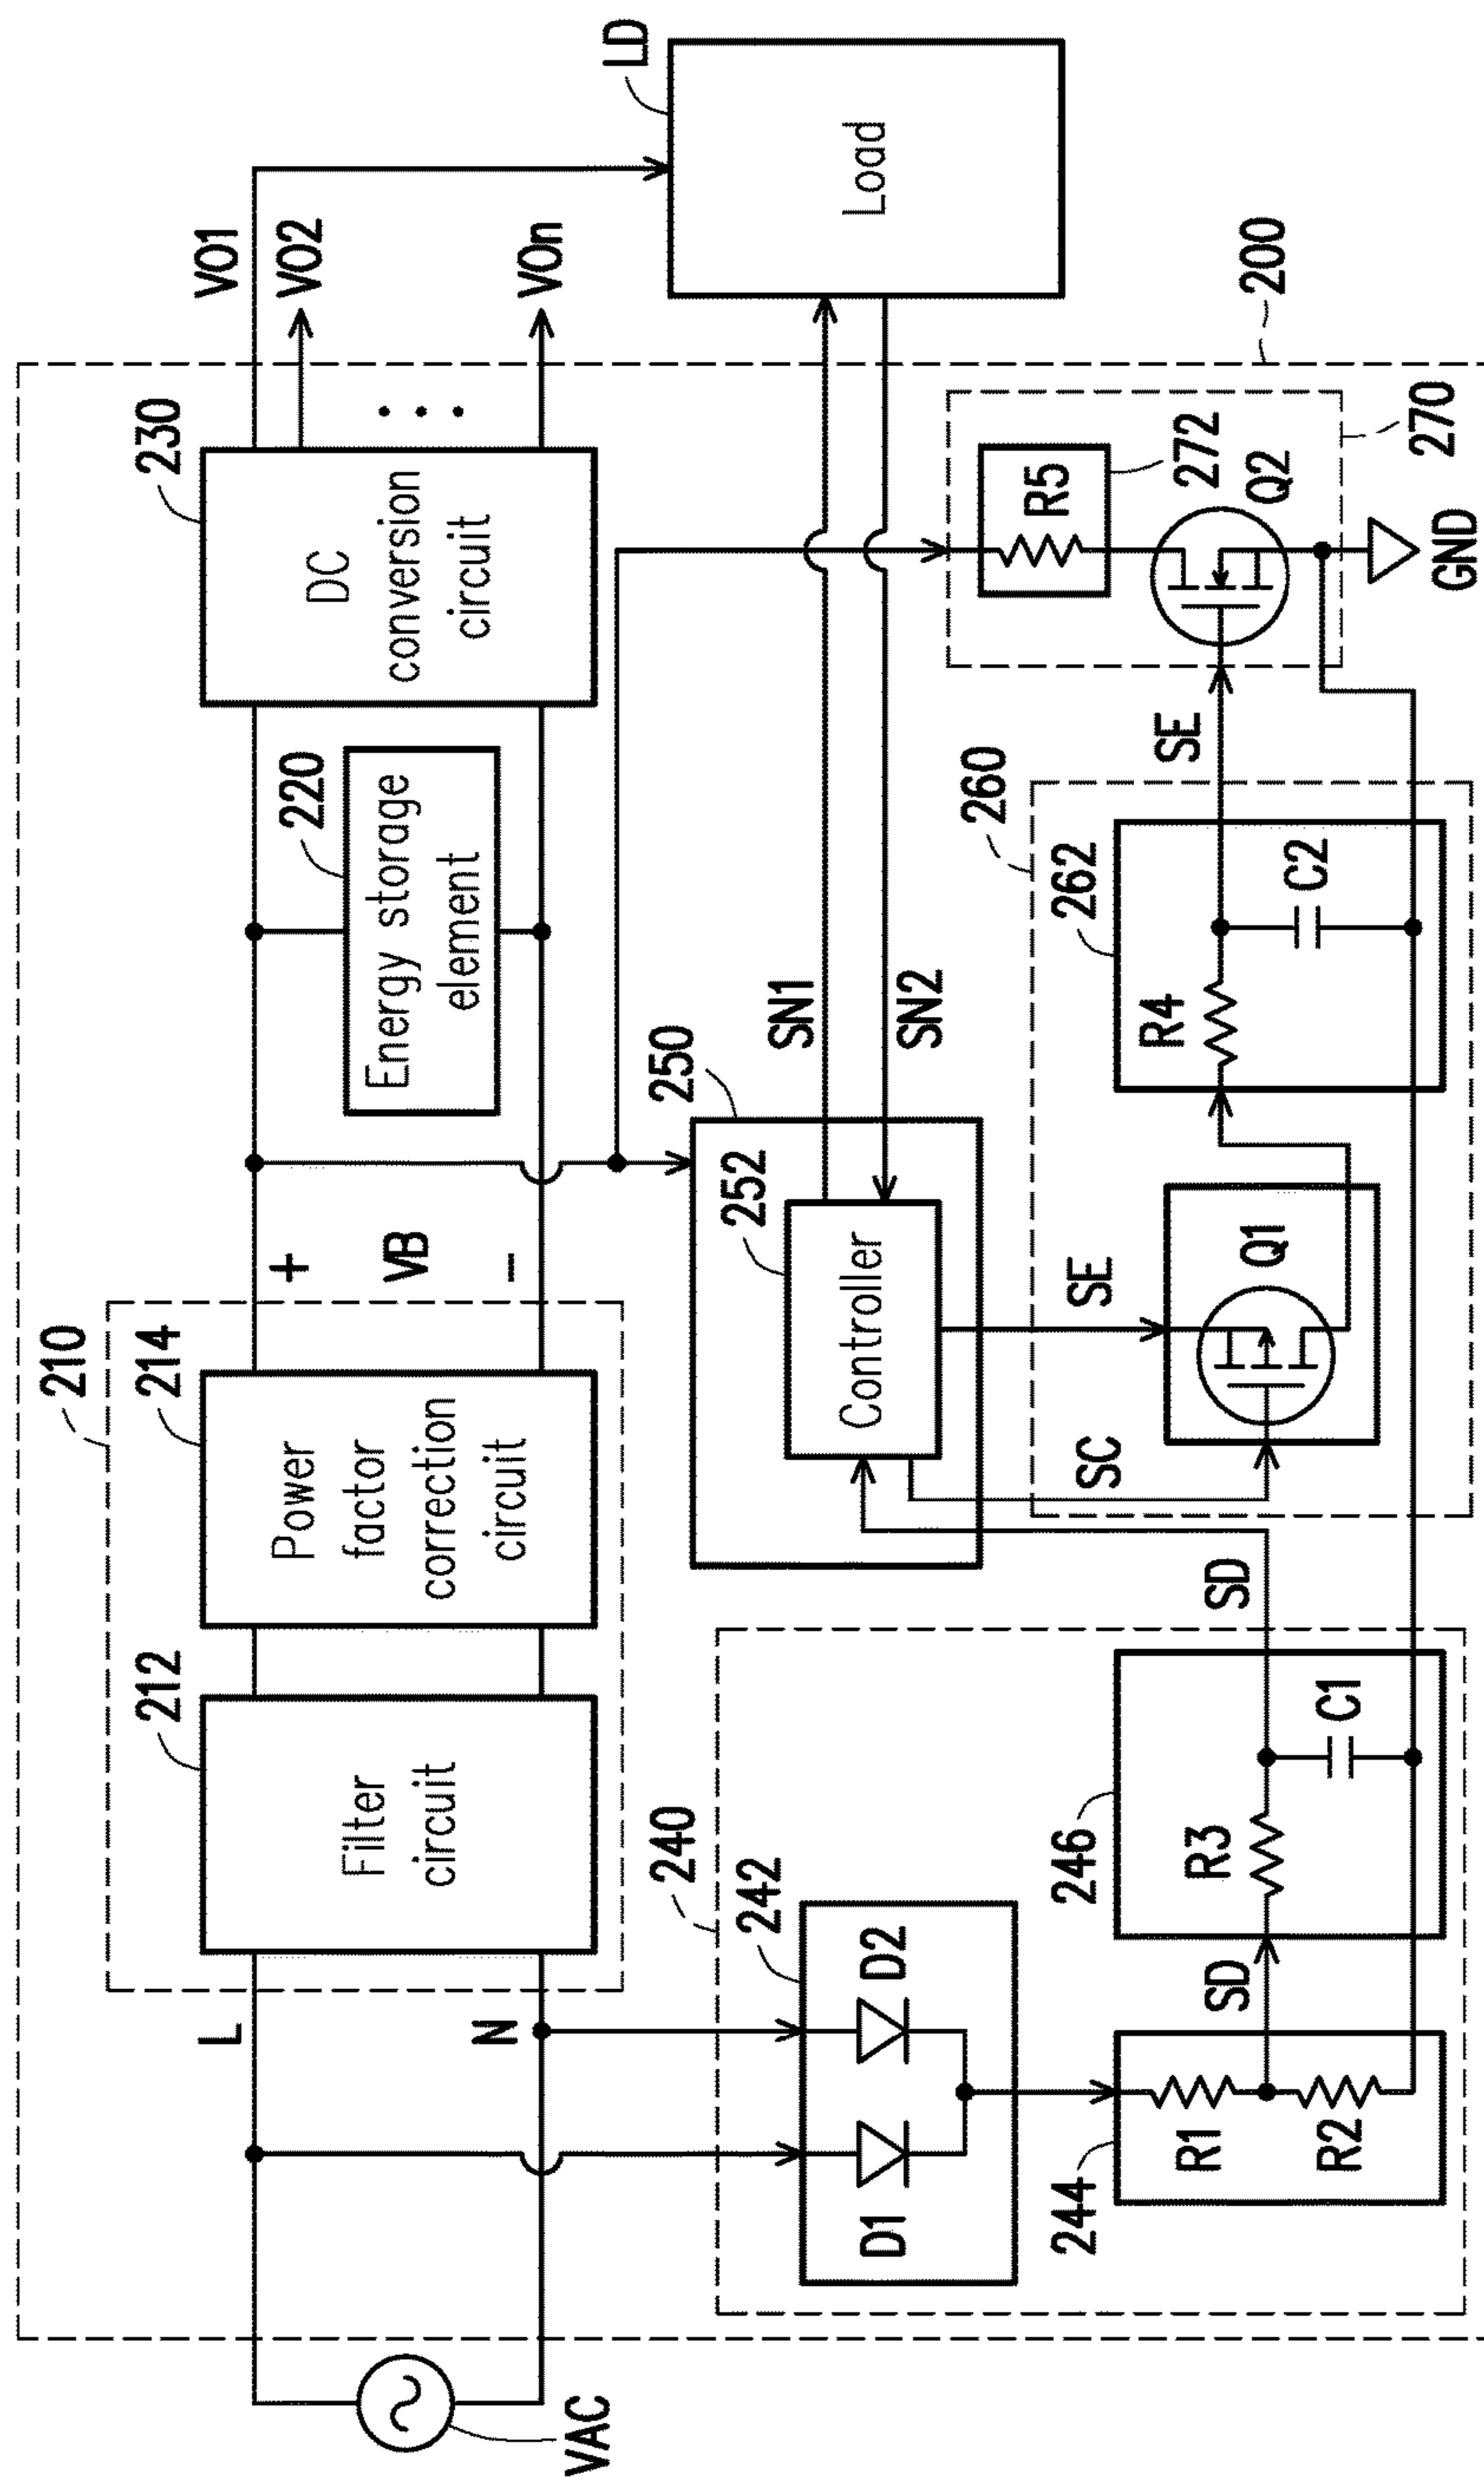 200
210
212
214
230
VO1
VO2
VOn
L
Filter
circuit
Power
factor
correction
circuit
+
VB
−
220
Energy storage
element
DC
conversion
circuit
N
VAC
LD
Load
240
242
D1
D2
250
252
Controller
SN1
SN2
244
R1
R2
SD
246
R3
C1
SD
SC
SE
Q1
260
262
R4
C2
SE
R5
272
Q2
270
GND